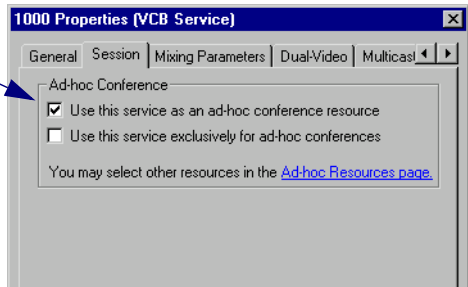 1000 Properties (VCB Service)
General Session Mixing Parameters Dual-Video Multicast
Ad-hoc Conference
Use this service as an ad-hoc conference resource
Use this service exclusively for ad-hoc conferences
You may select other resources in the Ad-hoc Resources page.